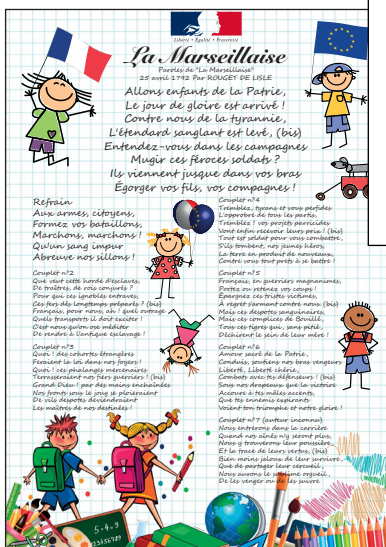 Liberté • Égalité • Fraternité
La Marseillaise
Paroles de "La Marseillaise"
25 avril 1792 Par ROUGET DE LISLE
Allons enfants de la Patrie,
Le jour de gloire est arrivé !
Contre nous de la tyrannie,
L'étendard sanglant est levé, (bis)
Entendez-vous dans les campagnes
Mugir ces féroces soldats ?
Ils viennent jusque dans vos bras
Égorger vos fils, vos compagnes !
Refrain
Aux armes, citoyens,
Formez vos bataillons,
Marchons, marchons !
Qu'un sang impur
Abreuve nos sillons !
Couplet n°2
Que veut cette horde d'esclaves,
De traîtres, de rois conjurés ?
Pour qui ces ignobles entraves,
Ces fers dès longtemps préparés ? (bis)
Français, pour nous, ah ! quel outrage
Quels transports il doit exciter !
C'est nous qu'on ose méditer
De rendre à l'antique esclavage !
Couplet n°3
Quoi ! des cohortes étrangères
Feraient la loi dans nos foyers !
Quoi ! ces phalanges mercenaires
Terrasseraient nos fiers guerriers ! (bis)
Grand Dieu ! par des mains enchaînées
Nos fronts sous le joug se ploieraient
De vils despotes deviendraient
Les maîtres de nos destinées !
Couplet n°4
Tremblez, tyrans et vous perfides
L'opprobre de tous les partis,
Tremblez ! vos projets parricides
Vont enfin recevoir leurs prix ! (bis)
Tout est soldat pour vous combattre,
S'ils tombent, nos jeunes héros,
La terre en produit de nouveaux,
Contre vous tout prêts à se battre !
Couplet n°5
Français, en guerriers magnanimes,
Portez ou retenez vos coups !
Épargnez ces tristes victimes,
À regret s'armant contre nous (bis)
Mais ces despotes sanguinaires,
Mais ces complices de Bouillé,
Tous ces tigres qui, sans pitié,
Déchirent le sein de leur mère !
Couplet n°6
Amour sacré de la Patrie,
Conduis, soutiens nos bras vengeurs
Liberté, Liberté chérie,
Combats avec tes défenseurs ! (bis)
Sous nos drapeaux que la victoire
Accoure à tes mâles accents,
Que tes ennemis expirants
Voient ton triomphe et notre gloire !
Couplet n°7 (auteur inconnu)
Nous entrerons dans la carrière
Quand nos aînés n'y seront plus,
Nous y trouverons leur poussière,
Et la trace de leurs vertus, (bis)
Bien moins jaloux de leur survivre,
Que de partager leur cercueil,
Nous aurons le sublime orgueil,
De les venger ou de les suivre
5+4=9
123456789